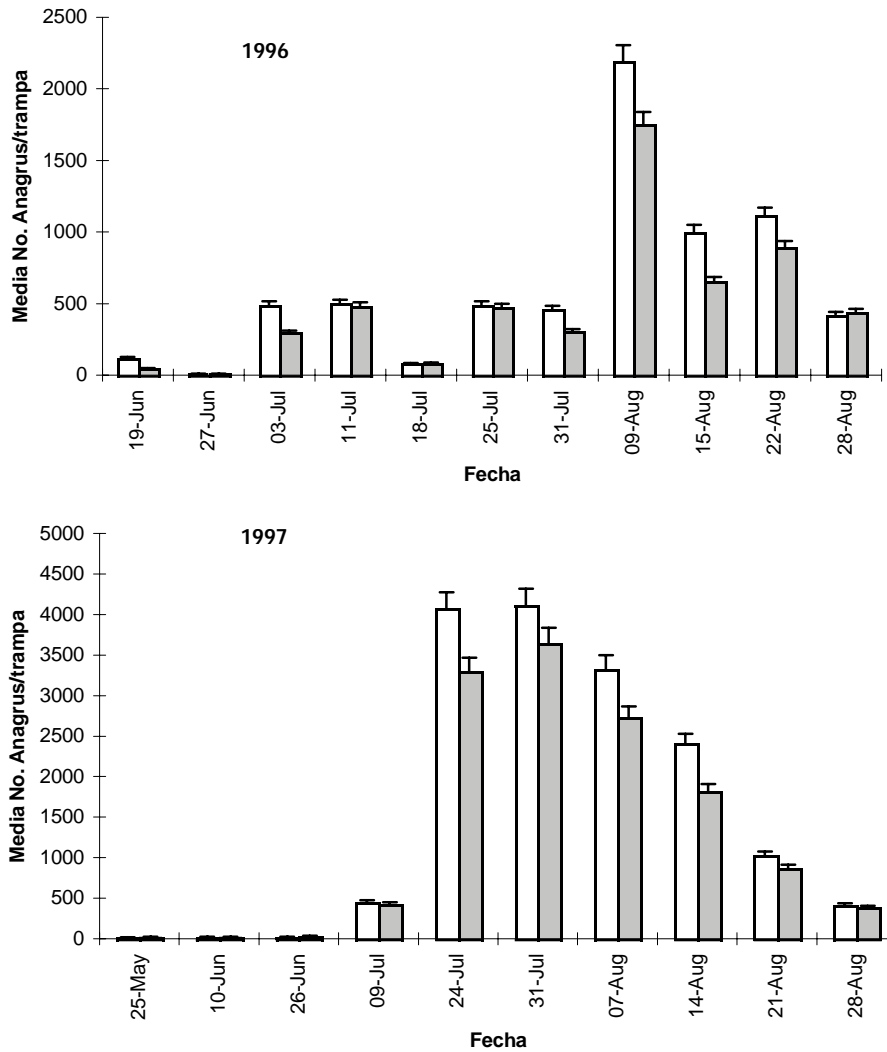 1996
Media No. Anagrus/trampa
2500
2000
1500
1000
500
0
19-Jun
27-Jun
03-Jul
11-Jul
18-Jul
25-Jul
31-Jul
09-Aug
15-Aug
22-Aug
28-Aug
Fecha
1997
Media No. Anagrus/trampa
5000
4500
4000
3500
3000
2500
2000
1500
1000
500
0
25-May
10-Jun
26-Jun
09-Jul
24-Jul
31-Jul
07-Aug
14-Aug
21-Aug
28-Aug
Fecha